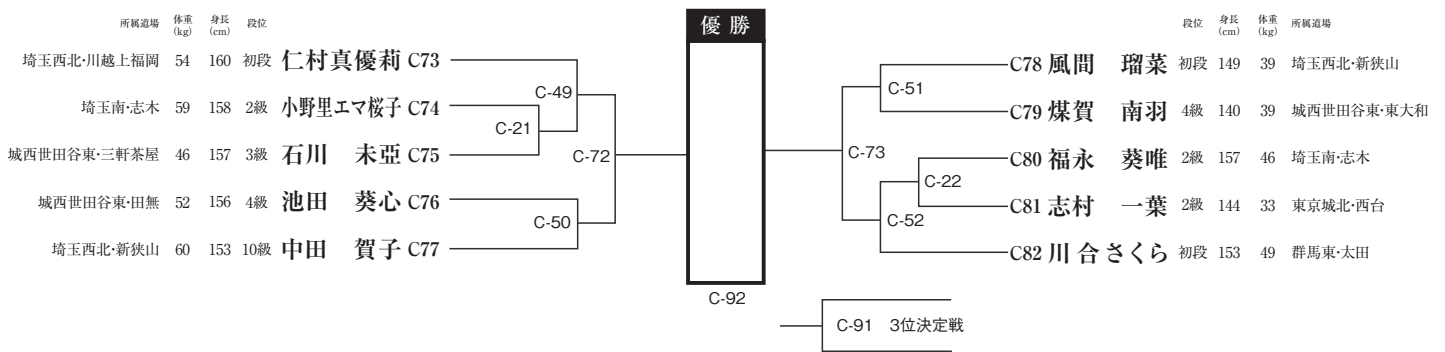 所属道場 体重(kg) 身長(cm) 段位
埼玉西北・川越上福岡 54 160 初段 仁村真優莉 C73
埼玉南・志木 59 158 2級 小野里エマ桜子 C74
城西世田谷東・三軒茶屋 46 157 3級 石川 未亞 C75
城西世田谷東・田無 52 156 4級 池田 葵心 C76
埼玉西北・新狭山 60 153 10級 中田 賀子 C77
C-49
C-21
C-72
C-50
優勝
C-92
段位 身長(cm) 体重(kg) 所属道場
C78 風間 瑠菜 初段 149 39 埼玉西北・新狭山
C79 煤賀 南羽 4級 140 39 城西世田谷東・東大和
C80 福永 葵唯 2級 157 46 埼玉南・志木
C81 志村 一葉 2級 144 33 東京城北・西台
C82 川合さくら 初段 153 49 群馬東・太田
C-51
C-73
C-22
C-52
C-91 3位決定戦